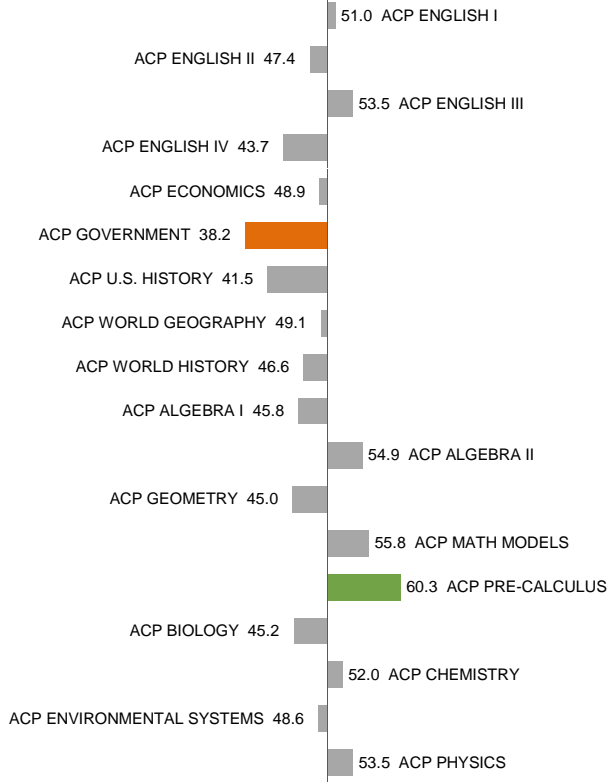 51.0 ACP ENGLISH I
ACP ENGLISH II 47.4
53.5 ACP ENGLISH III
ACP ENGLISH IV 43.7
ACP ECONOMICS 48.9
ACP GOVERNMENT 38.2
ACP U.S. HISTORY 41.5
ACP WORLD GEOGRAPHY 49.1
ACP WORLD HISTORY 46.6
ACP ALGEBRA I 45.8
54.9 ACP ALGEBRA II
ACP GEOMETRY 45.0
55.8 ACP MATH MODELS
60.3 ACP PRE-CALCULUS
ACP BIOLOGY 45.2
52.0 ACP CHEMISTRY
ACP ENVIRONMENTAL SYSTEMS 48.6
53.5 ACP PHYSICS